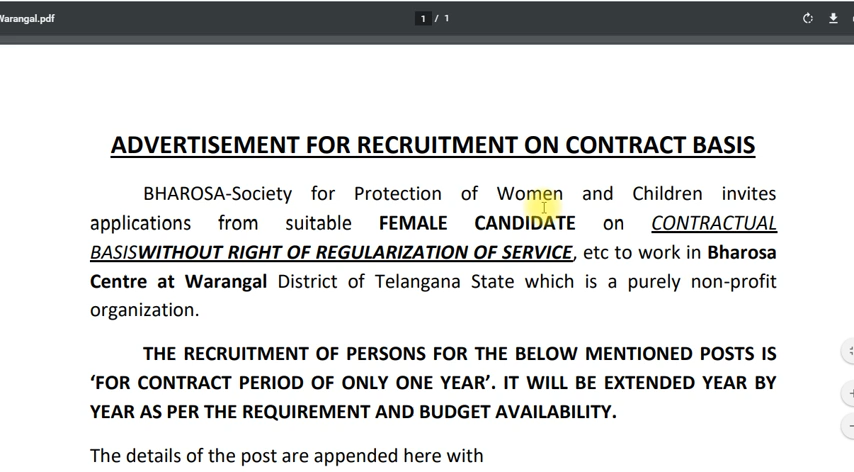 Warangal.pdf
1 / 1
ADVERTISEMENT FOR RECRUITMENT ON CONTRACT BASIS
BHAROSA-Society for Protection of Women and Children invites
applications from suitable FEMALE CANDIDATE on CONTRACTUAL
BASISWITHOUT RIGHT OF REGULARIZATION OF SERVICE, etc to work in Bharosa
Centre at Warangal District of Telangana State which is a purely non-profit
organization.
THE RECRUITMENT OF PERSONS FOR THE BELOW MENTIONED POSTS IS
‘FOR CONTRACT PERIOD OF ONLY ONE YEAR’. IT WILL BE EXTENDED YEAR BY
YEAR AS PER THE REQUIREMENT AND BUDGET AVAILABILITY.
The details of the post are appended here with